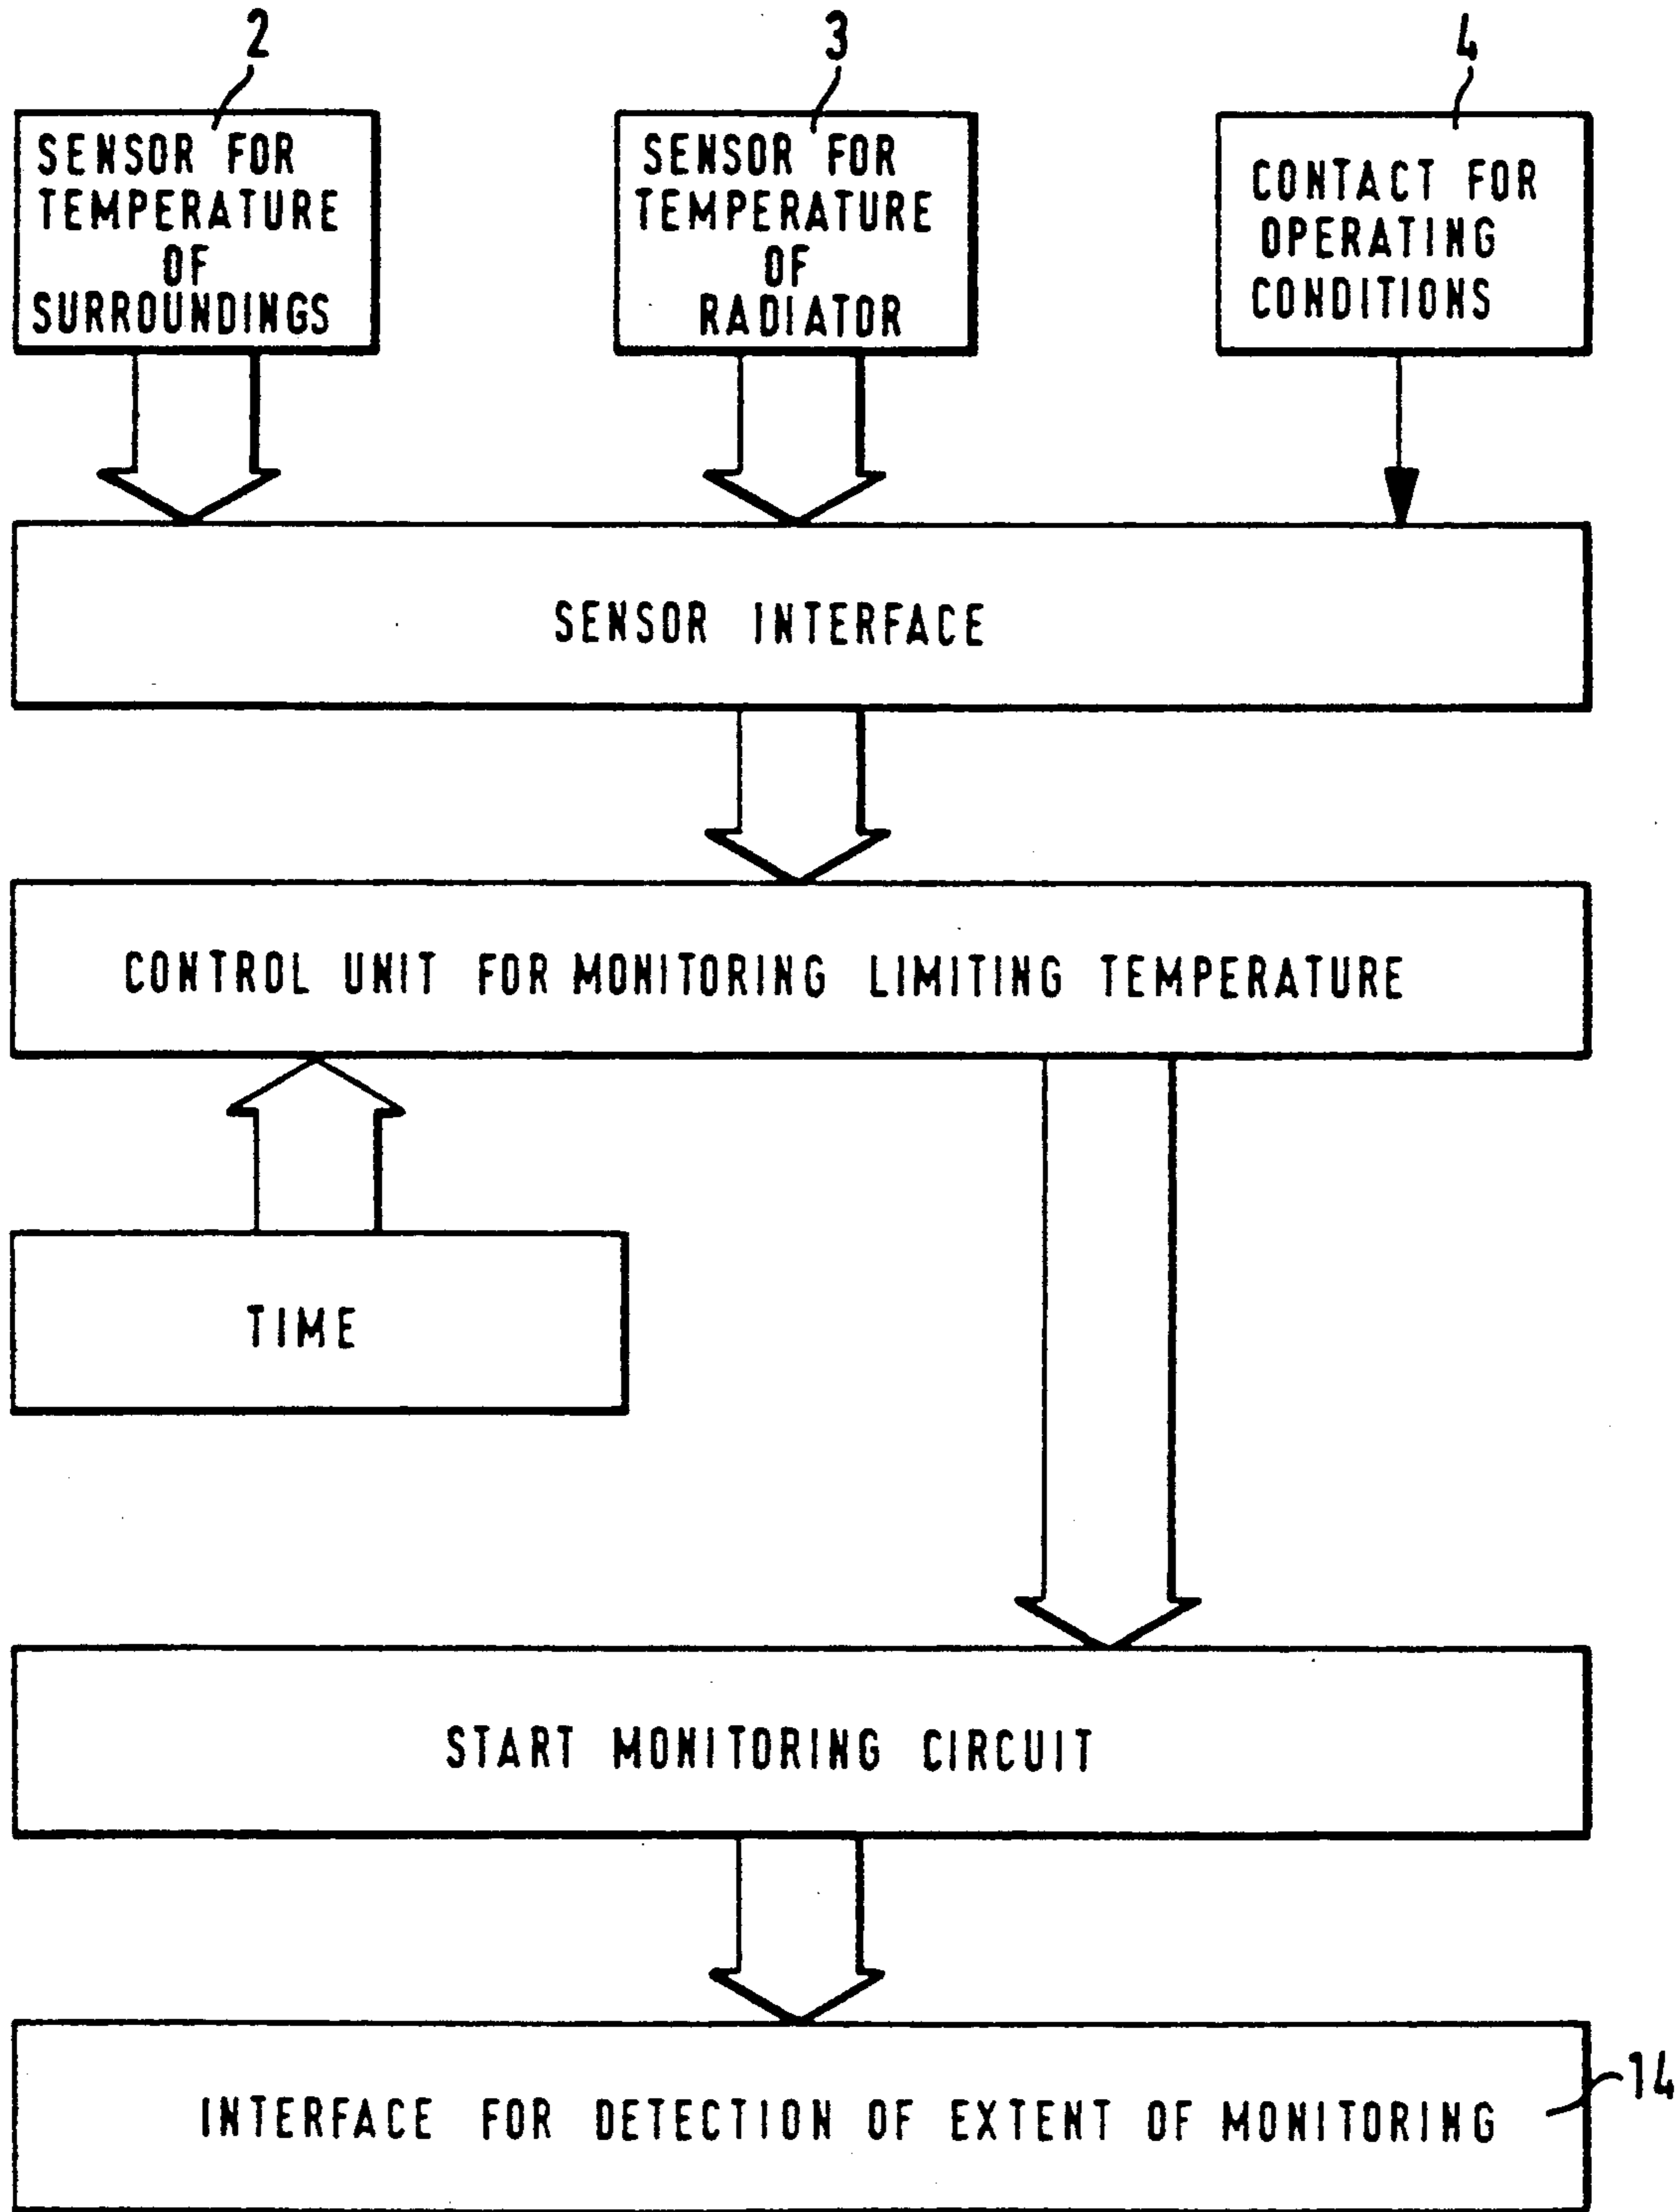 2
3
4
SENSOR FOR
TEMPERATURE
OF
SURROUNDINGS
SENSOR FOR
TEMPERATURE
OF
RADIATOR
CONTACT FOR
OPERATING
CONDITIONS
SENSOR INTERFACE
CONTROL UNIT FOR MONITORING LIMITING TEMPERATURE
TIME
START MONITORING CIRCUIT
INTERFACE FOR DETECTION OF EXTENT OF MONITORING
14